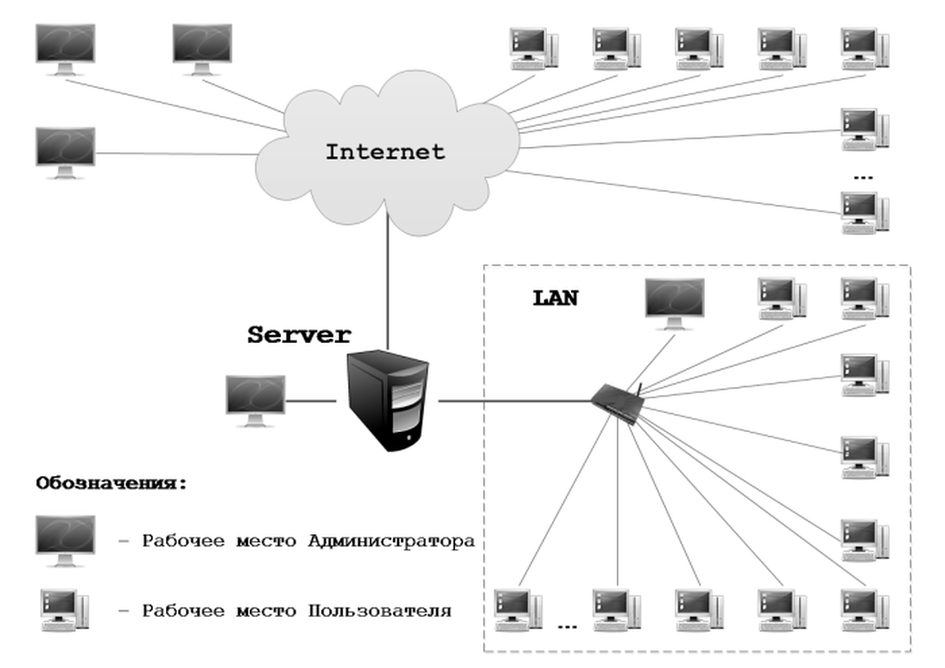 Internet
...
LAN
Server
Обозначения:
– Рабочее место Администратора
– Рабочее место Пользователя
...